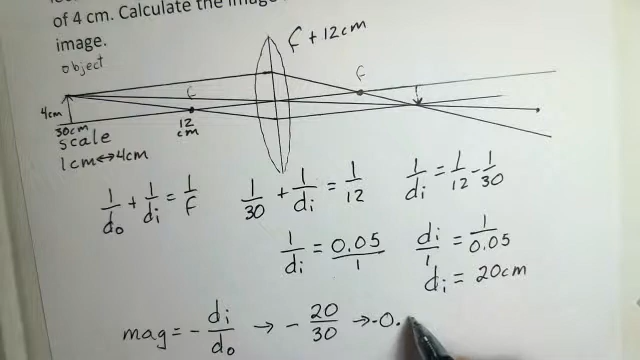 of 4 cm. Calculate the image
image.
object
f + 12cm
f
f
4cm
30cm
12
cm
scale
1cm ↔ 4cm
1/do + 1/di = 1/f
1/30 + 1/di = 1/12
1/di = 1/12 - 1/30
1/di = 0.05/1
di/1 = 1/0.05
di = 20cm
mag = - di/do → - 20/30 → -0.